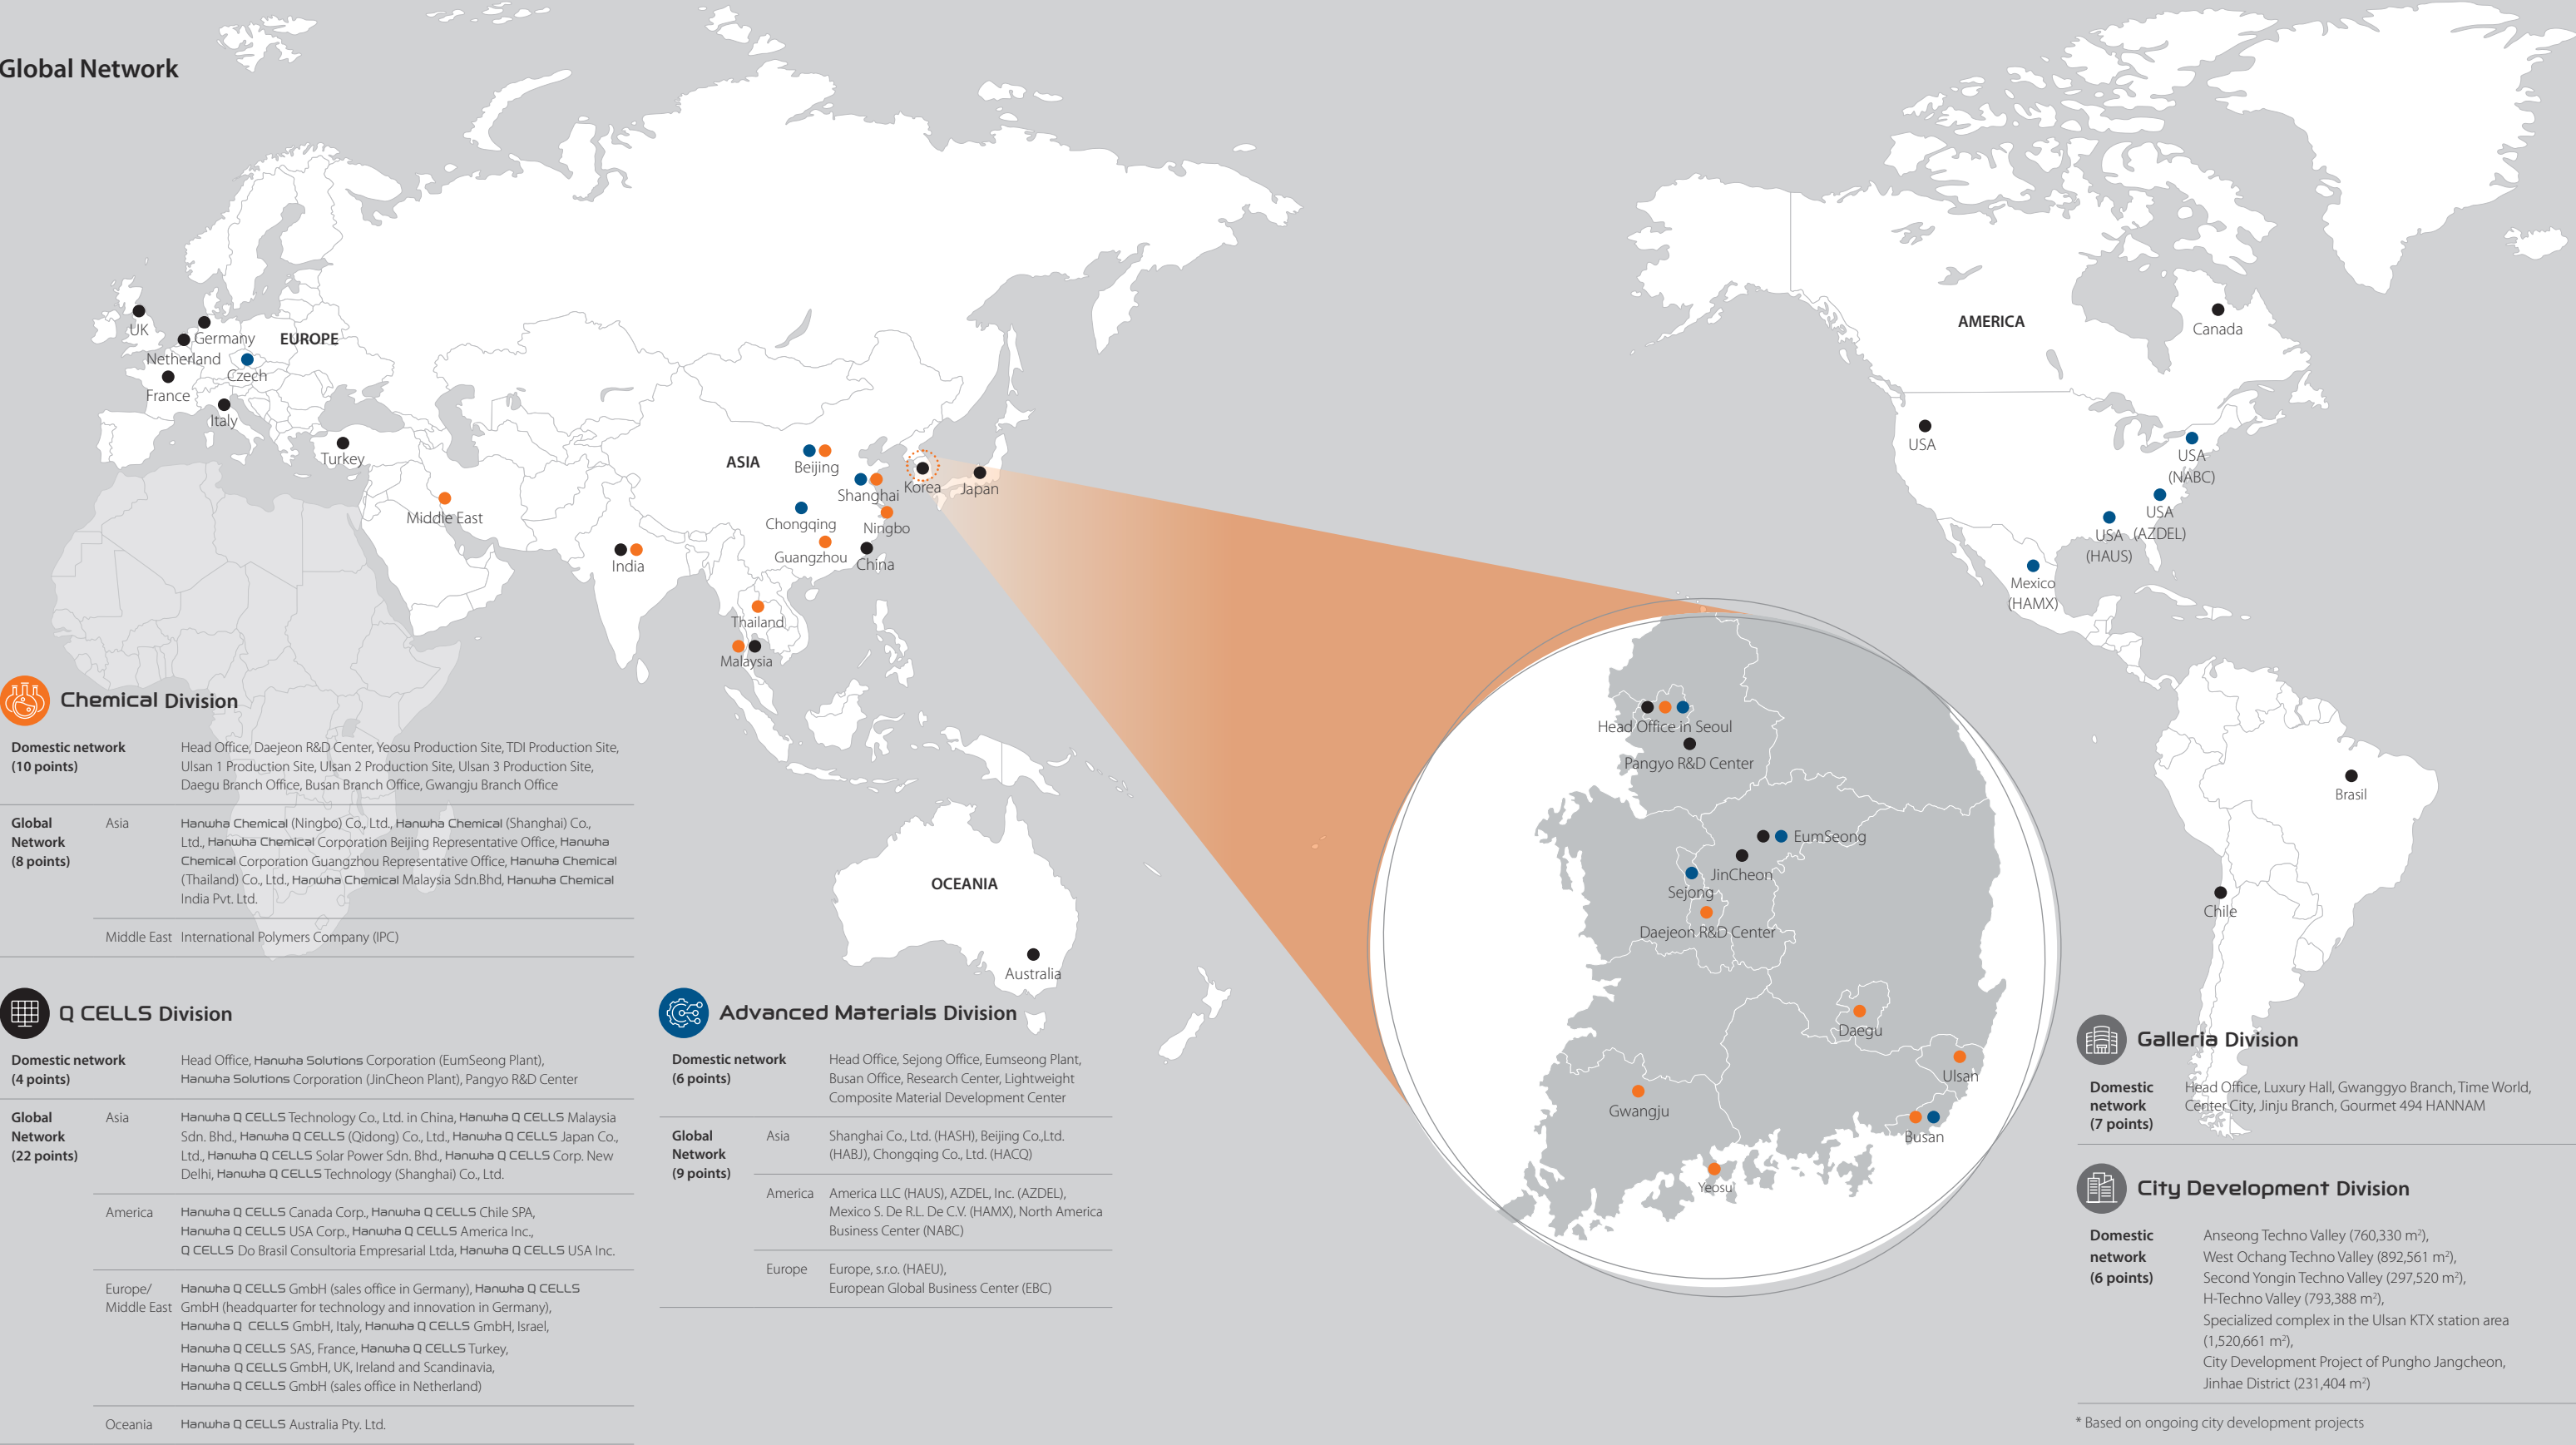 Global Network
UK
Germany
EUROPE
Netherland
Czech
France
Italy
Turkey
Middle East
ASIA
Beijing
Shanghai
Korea
Japan
Chongqing
Ningbo
Guangzhou
China
India
Thailand
Malaysia
OCEANIA
Australia
AMERICA
Canada
USA
USA
(NABC)
USA
(AZDEL)
USA
(HAUS)
Mexico
(HAMX)
Brasil
Chile
Head Office in Seoul
Pangyo R&D Center
EumSeong
JinCheon
Sejong
Daejeon R&D Center
Daegu
Ulsan
Gwangju
Busan
Yeosu
Chemical Division
Domestic network
(10 points)
Head Office, Daejeon R&D Center, Yeosu Production Site, TDI Production Site,
Ulsan 1 Production Site, Ulsan 2 Production Site, Ulsan 3 Production Site,
Daegu Branch Office, Busan Branch Office, Gwangju Branch Office
Global
Network
(8 points)
Asia
Hanwha Chemical (Ningbo) Co., Ltd., Hanwha Chemical (Shanghai) Co.,
Ltd., Hanwha Chemical Corporation Beijing Representative Office, Hanwha
Chemical Corporation Guangzhou Representative Office, Hanwha Chemical
(Thailand) Co., Ltd., Hanwha Chemical Malaysia Sdn.Bhd, Hanwha Chemical
India Pvt. Ltd.
Middle East
International Polymers Company (IPC)
Q CELLS Division
Domestic network
(4 points)
Head Office, Hanwha Solutions Corporation (EumSeong Plant),
Hanwha Solutions Corporation (JinCheon Plant), Pangyo R&D Center
Global
Network
(22 points)
Asia
Hanwha Q CELLS Technology Co., Ltd. in China, Hanwha Q CELLS Malaysia
Sdn. Bhd., Hanwha Q CELLS (Qidong) Co., Ltd., Hanwha Q CELLS Japan Co.,
Ltd., Hanwha Q CELLS Solar Power Sdn. Bhd., Hanwha Q CELLS Corp. New
Delhi, Hanwha Q CELLS Technology (Shanghai) Co., Ltd.
America
Hanwha Q CELLS Canada Corp., Hanwha Q CELLS Chile SPA,
Hanwha Q CELLS USA Corp., Hanwha Q CELLS America Inc.,
Q CELLS Do Brasil Consultoria Empresarial Ltda, Hanwha Q CELLS USA Inc.
Europe/
Middle East
Hanwha Q CELLS GmbH (sales office in Germany), Hanwha Q CELLS
GmbH (headquarter for technology and innovation in Germany),
Hanwha Q CELLS GmbH, Italy, Hanwha Q CELLS GmbH, Israel,
Hanwha Q CELLS SAS, France, Hanwha Q CELLS Turkey,
Hanwha Q CELLS GmbH, UK, Ireland and Scandinavia,
Hanwha Q CELLS GmbH (sales office in Netherland)
Oceania
Hanwha Q CELLS Australia Pty. Ltd.
Advanced Materials Division
Domestic network
(6 points)
Head Office, Sejong Office, Eumseong Plant,
Busan Office, Research Center, Lightweight
Composite Material Development Center
Global
Network
(9 points)
Asia
Shanghai Co., Ltd. (HASH), Beijing Co.,Ltd.
(HABJ), Chongqing Co., Ltd. (HACQ)
America
America LLC (HAUS), AZDEL, Inc. (AZDEL),
Mexico S. De R.L. De C.V. (HAMX), North America
Business Center (NABC)
Europe
Europe, s.r.o. (HAEU),
European Global Business Center (EBC)
Galleria Division
Domestic
network
(7 points)
Head Office, Luxury Hall, Gwanggyo Branch, Time World,
Center City, Jinju Branch, Gourmet 494 HANNAM
City Development Division
Domestic
network
(6 points)
Anseong Techno Valley (760,330 m²),
West Ochang Techno Valley (892,561 m²),
Second Yongin Techno Valley (297,520 m²),
H-Techno Valley (793,388 m²),
Specialized complex in the Ulsan KTX station area
(1,520,661 m²),
City Development Project of Pungho Jangcheon,
Jinhae District (231,404 m²)
* Based on ongoing city development projects